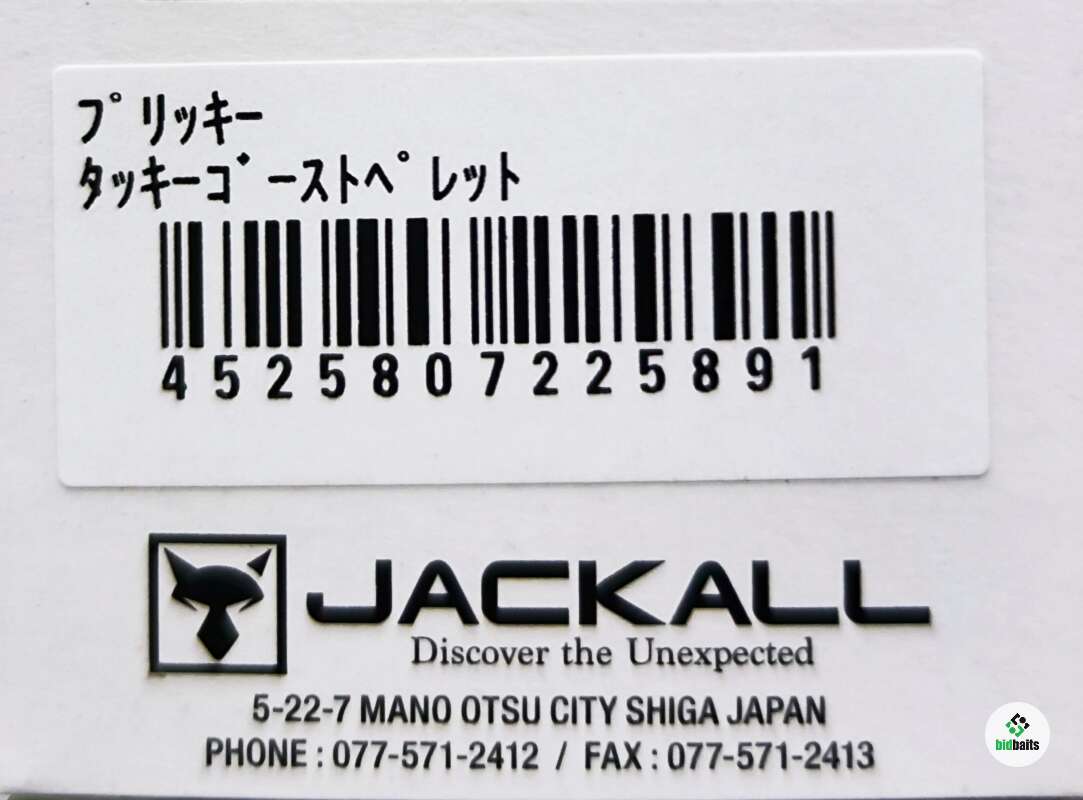 プリッキー
タッキーゴーストペレット
4525807225891
JACKALL
Discover the Unexpected
5-22-7 MANO OTSU CITY SHIGA JAPAN
PHONE : 077-571-2412 / FAX : 077-571-2413
bidbaits